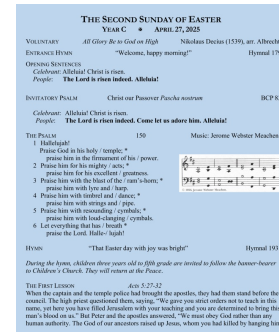 THE SECOND SUNDAY OF EASTER
YEAR C ✠ APRIL 27, 2025
VOLUNTARY All Glory Be to God on High Nikolaus Decius (1539), arr. Albrecht
ENTRANCE HYMN "Welcome, happy morning!" Hymnal 179
OPENING SENTENCES
Celebrant: Alleluia! Christ is risen.
People: The Lord is risen indeed. Alleluia!
INVITATORY PSALM Christ our Passover Pascha nostrum BCP 8
Celebrant: Alleluia! Christ is risen.
People: The Lord is risen indeed. Come let us adore him. Alleluia!
THE PSALM 150 Music: Jerome Webster Meachen
1 Hallelujah!
Praise God in his holy / temple; *
praise him in the firmament of his / power.
2 Praise him for his mighty / acts; *
praise him for his excellent / greatness.
3 Praise him with the blast of the / ram's-horn; *
praise him with lyre and / harp.
4 Praise him with timbrel and / dance; *
praise him with strings and / pipe.
5 Praise him with resounding / cymbals; *
praise him with loud-clanging / cymbals.
6 Let everything that has / breath *
praise the Lord. Halle-/ lujah!
HYMN "That Easter day with joy was bright" Hymnal 193
During the hymn, children three years old to fifth grade are invited to follow the banner-bearer
to Children's Church. They will return at the Peace.
THE FIRST LESSON Acts 5:27-32
When the captain and the temple police had brought the apostles, they had them stand before the
council. The high priest questioned them, saying, "We gave you strict orders not to teach in this
name, yet here you have filled Jerusalem with your teaching and you are determined to bring
man's blood on us." But Peter and the apostles answered, "We must obey God rather than any
human authority. The God of our ancestors raised up Jesus, whom you had killed by hanging